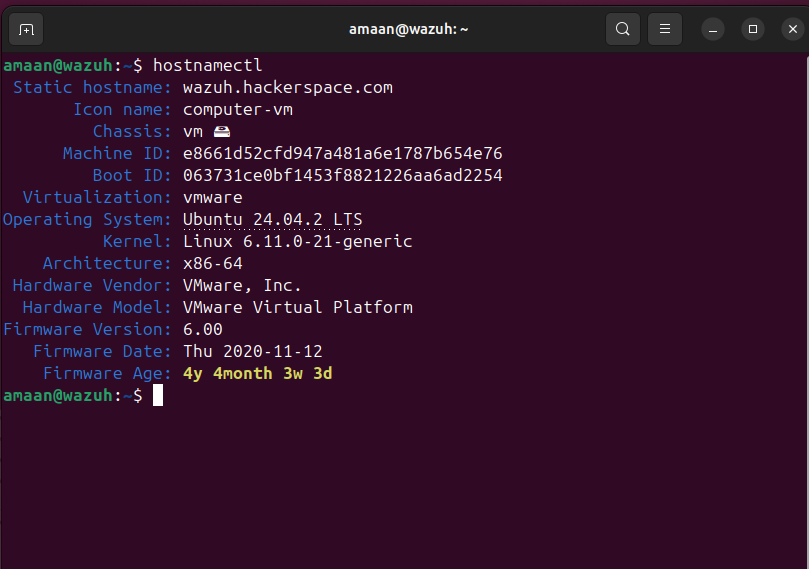 amaan@wazuh: ~
amaan@wazuh:~$ hostnamectl
Static hostname: wazuh.hackerspace.com
Icon name: computer-vm
Chassis: vm 🖴
Machine ID: e8661d52cfd947a481a6e1787b654e76
Boot ID: 063731ce0bf1453f8821226aa6ad2254
Virtualization: vmware
Operating System: Ubuntu 24.04.2 LTS
Kernel: Linux 6.11.0-21-generic
Architecture: x86-64
Hardware Vendor: VMware, Inc.
Hardware Model: VMware Virtual Platform
Firmware Version: 6.00
Firmware Date: Thu 2020-11-12
Firmware Age: 4y 4month 3w 3d
amaan@wazuh:~$